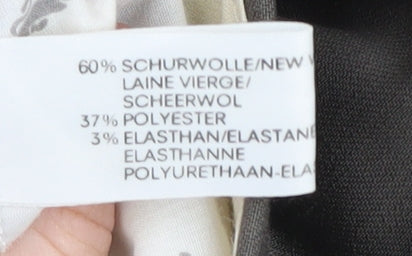 60% SCHURWOLLE/NEW
LAINE VIERGE/
SCHEERWOL
37% POLYESTER
3% ELASTHAN/ELASTANE
ELASTHANNE
POLYURETHAAN-ELA